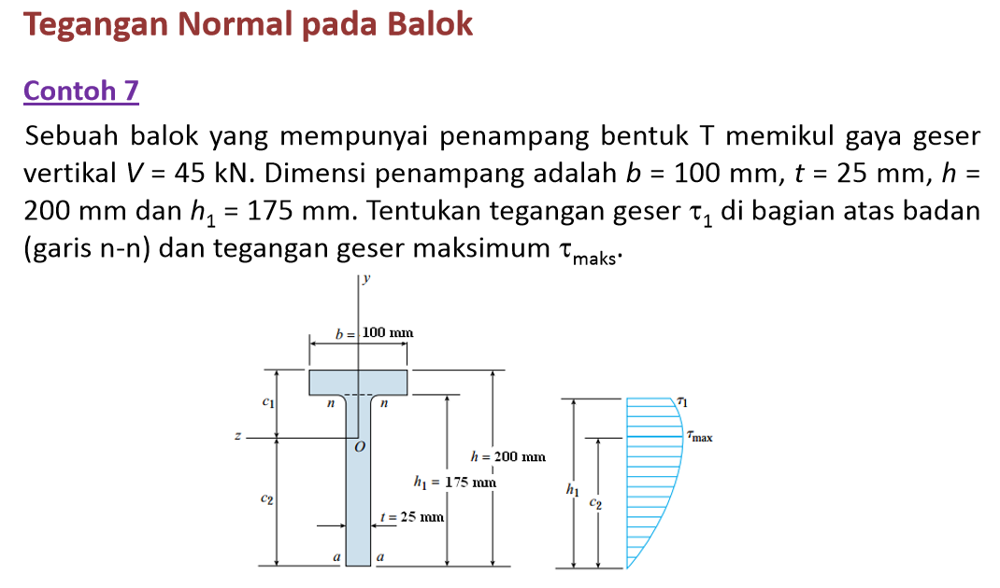 Tegangan Normal pada Balok
Contoh 7
Sebuah balok yang mempunyai penampang bentuk T memikul gaya geser
vertikal V = 45 kN. Dimensi penampang adalah b = 100 mm, t = 25 mm, h =
200 mm dan h₁ = 175 mm. Tentukan tegangan geser τ₁ di bagian atas badan
(garis n-n) dan tegangan geser maksimum τmaks.
y
b = 100 mm
c₁
n
n
τ₁
z
O
τmax
h = 200 mm
h₁ = 175 mm
h₁
c₂
c₂
t = 25 mm
a
a